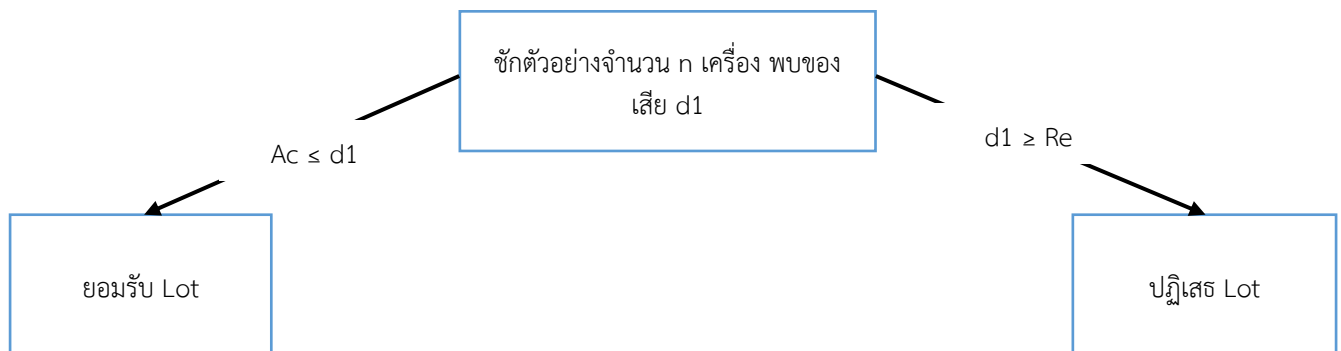 ชักตัวอย่างจำนวน n เครื่อง พบของ
เสีย d1
Ac ≤ d1
d1 ≥ Re
ยอมรับ Lot
ปฏิเสธ Lot